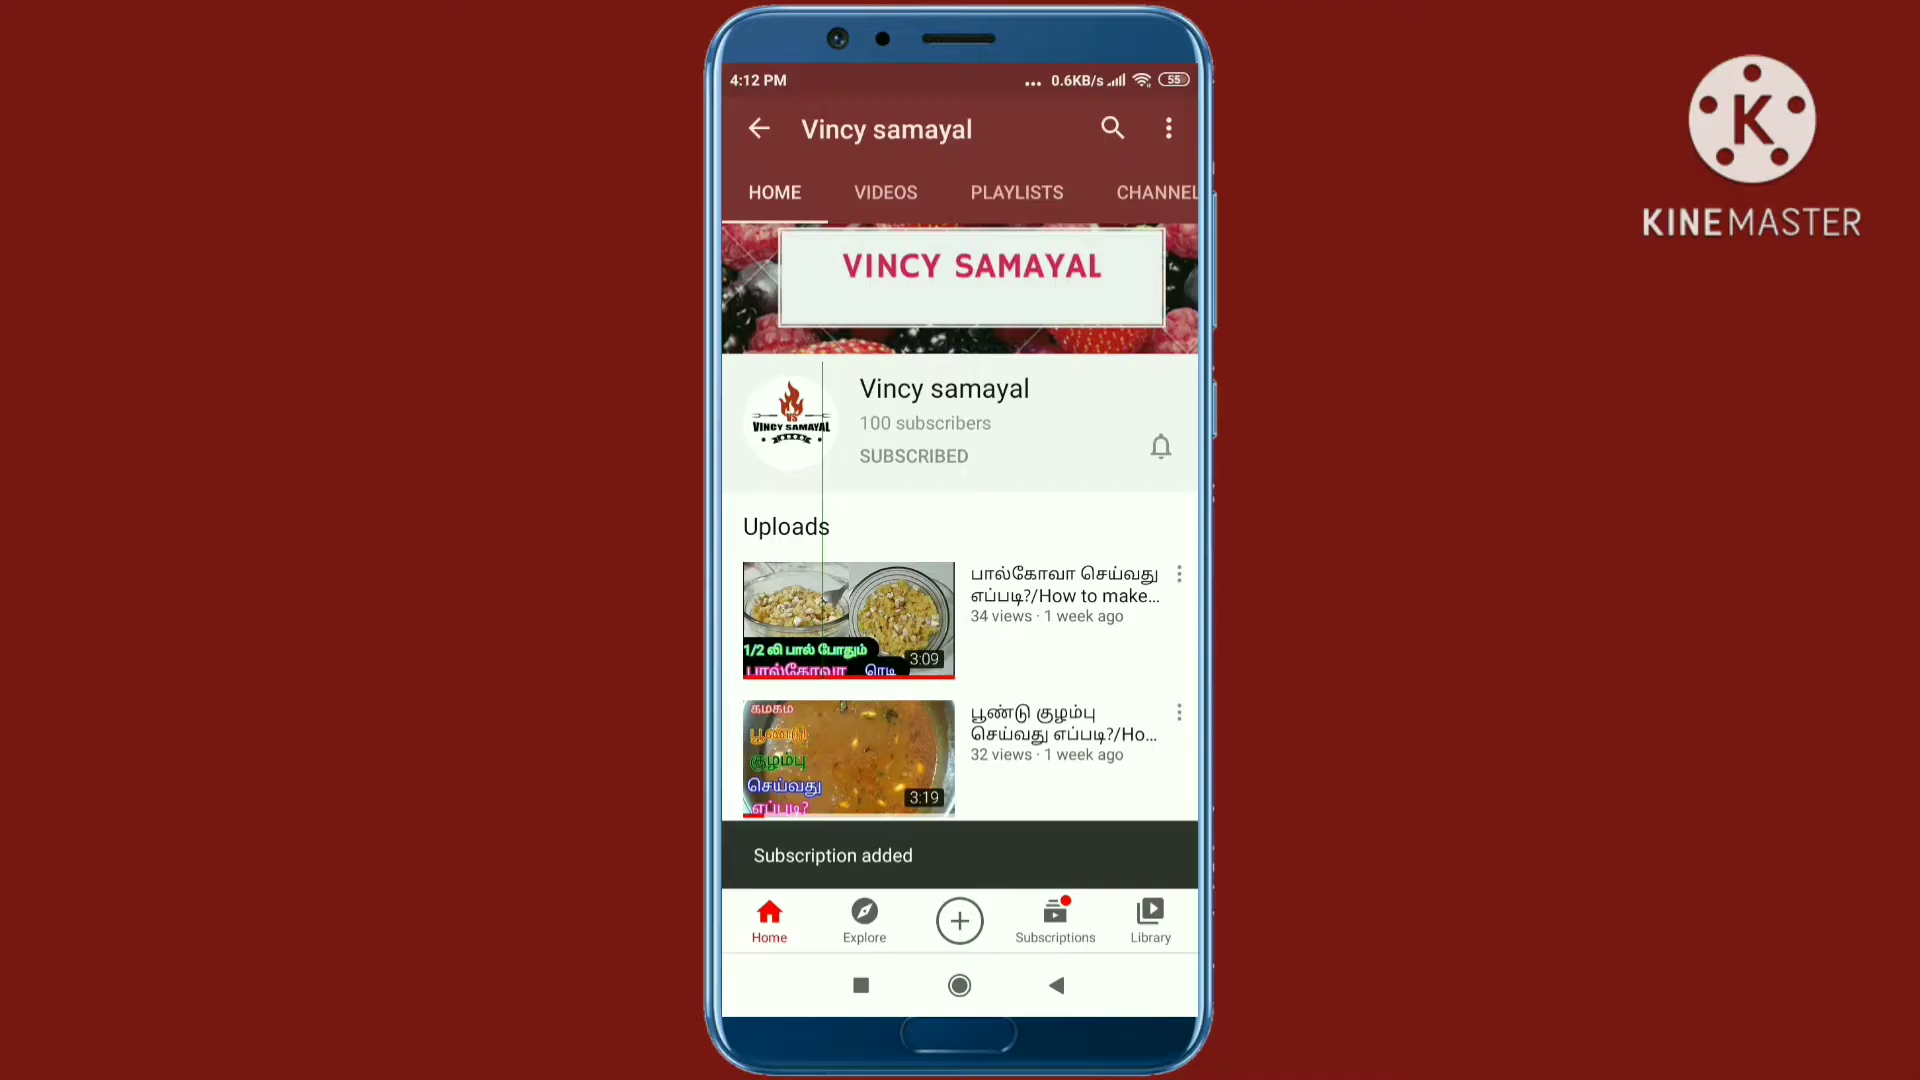 4:12 PM ... 0.6KB/s 55
Vincy samayal
HOME VIDEOS PLAYLISTS CHANNEL
VINCY SAMAYAL
Vincy samayal
100 subscribers
SUBSCRIBED
VS
VINCY SAMAYAL
Uploads
பால்கோவா செய்வது
எப்படி?/How to make...
34 views · 1 week ago
1/2 லி பால் போதும்
பால்கோவா ரெடி
3:09
பூண்டு குழம்பு
செய்வது எப்படி?/Ho...
32 views · 1 week ago
கமகம
பூண்டு
குழம்பு
செய்வது
எப்படி?
3:19
Subscription added
Home Explore Subscriptions Library
K
KINEMASTER